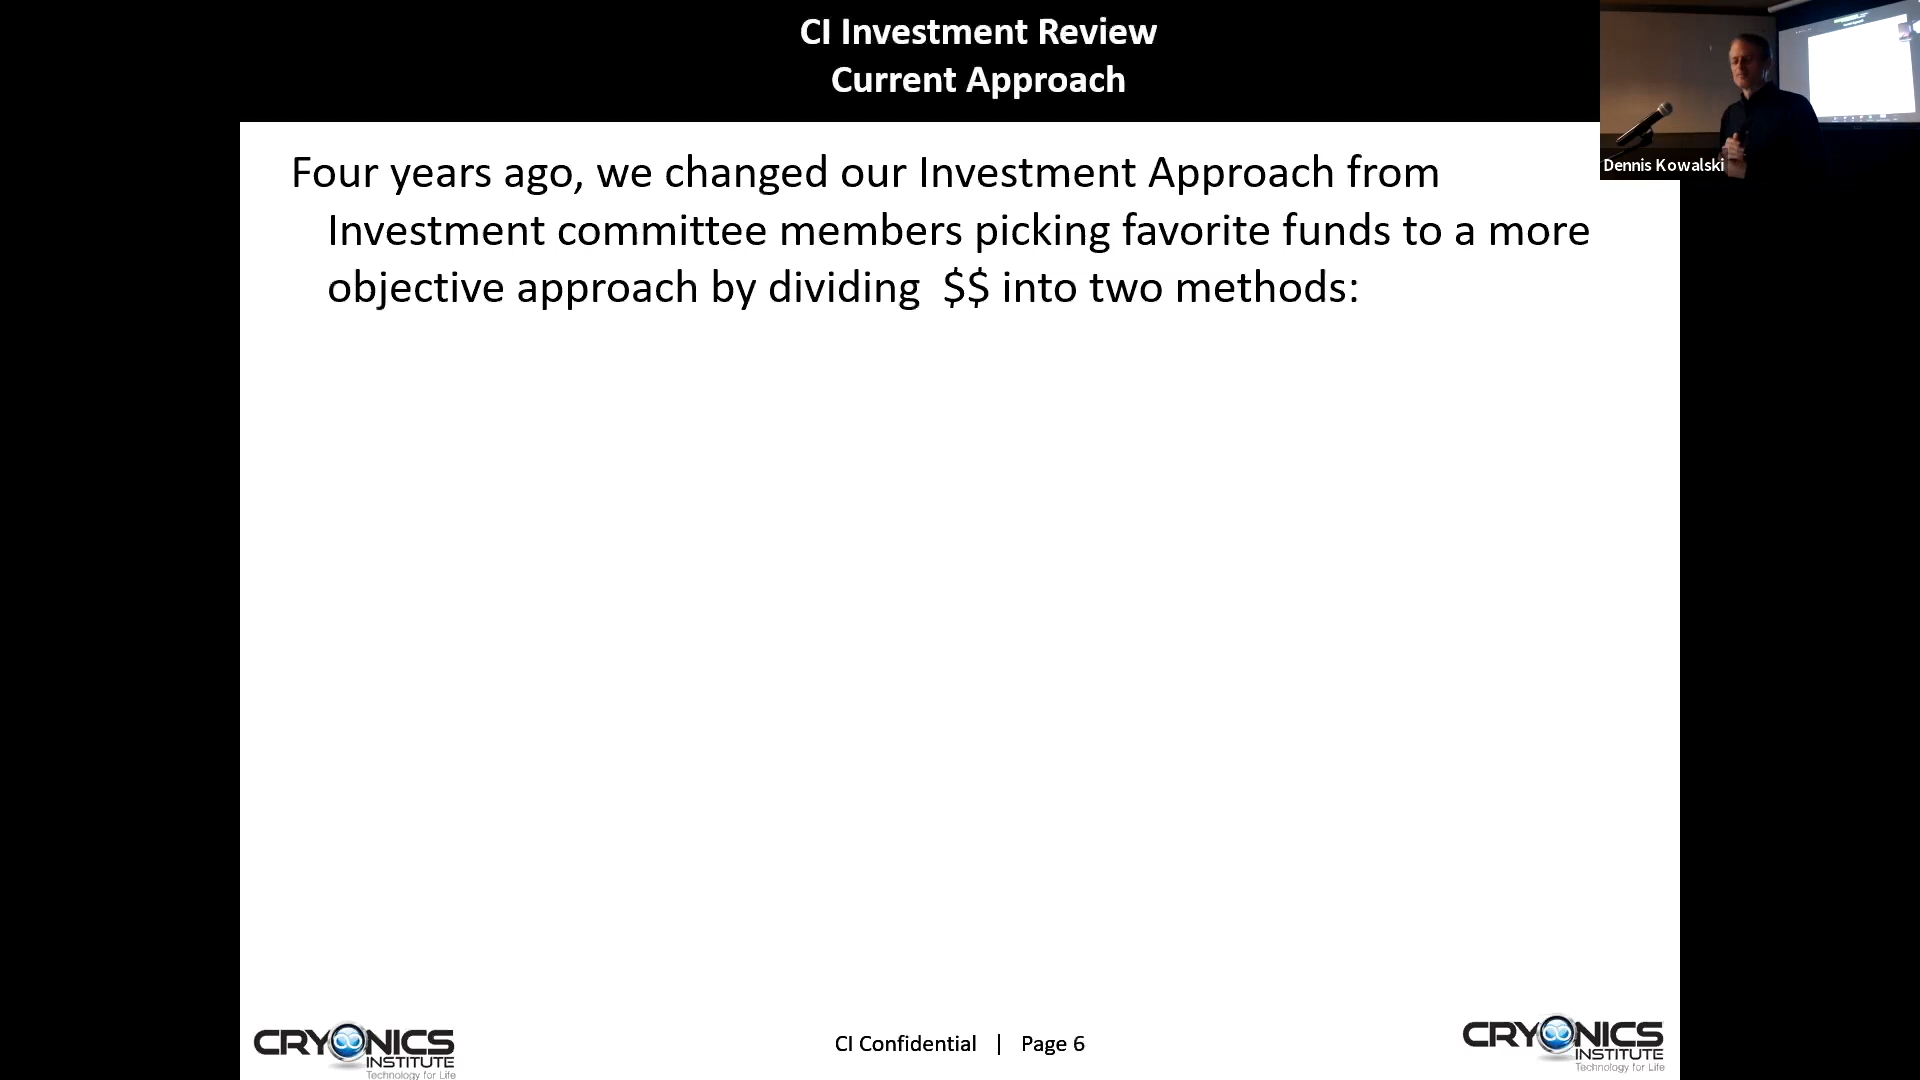 CI Investment Review
Current Approach
Dennis Kowalski
Four years ago, we changed our Investment Approach from
Investment committee members picking favorite funds to a more
objective approach by dividing  $$ into two methods:
CRYONICS
INSTITUTE
Technology for Life
CI Confidential | Page 6
CRYONICS
INSTITUTE
Technology for Life